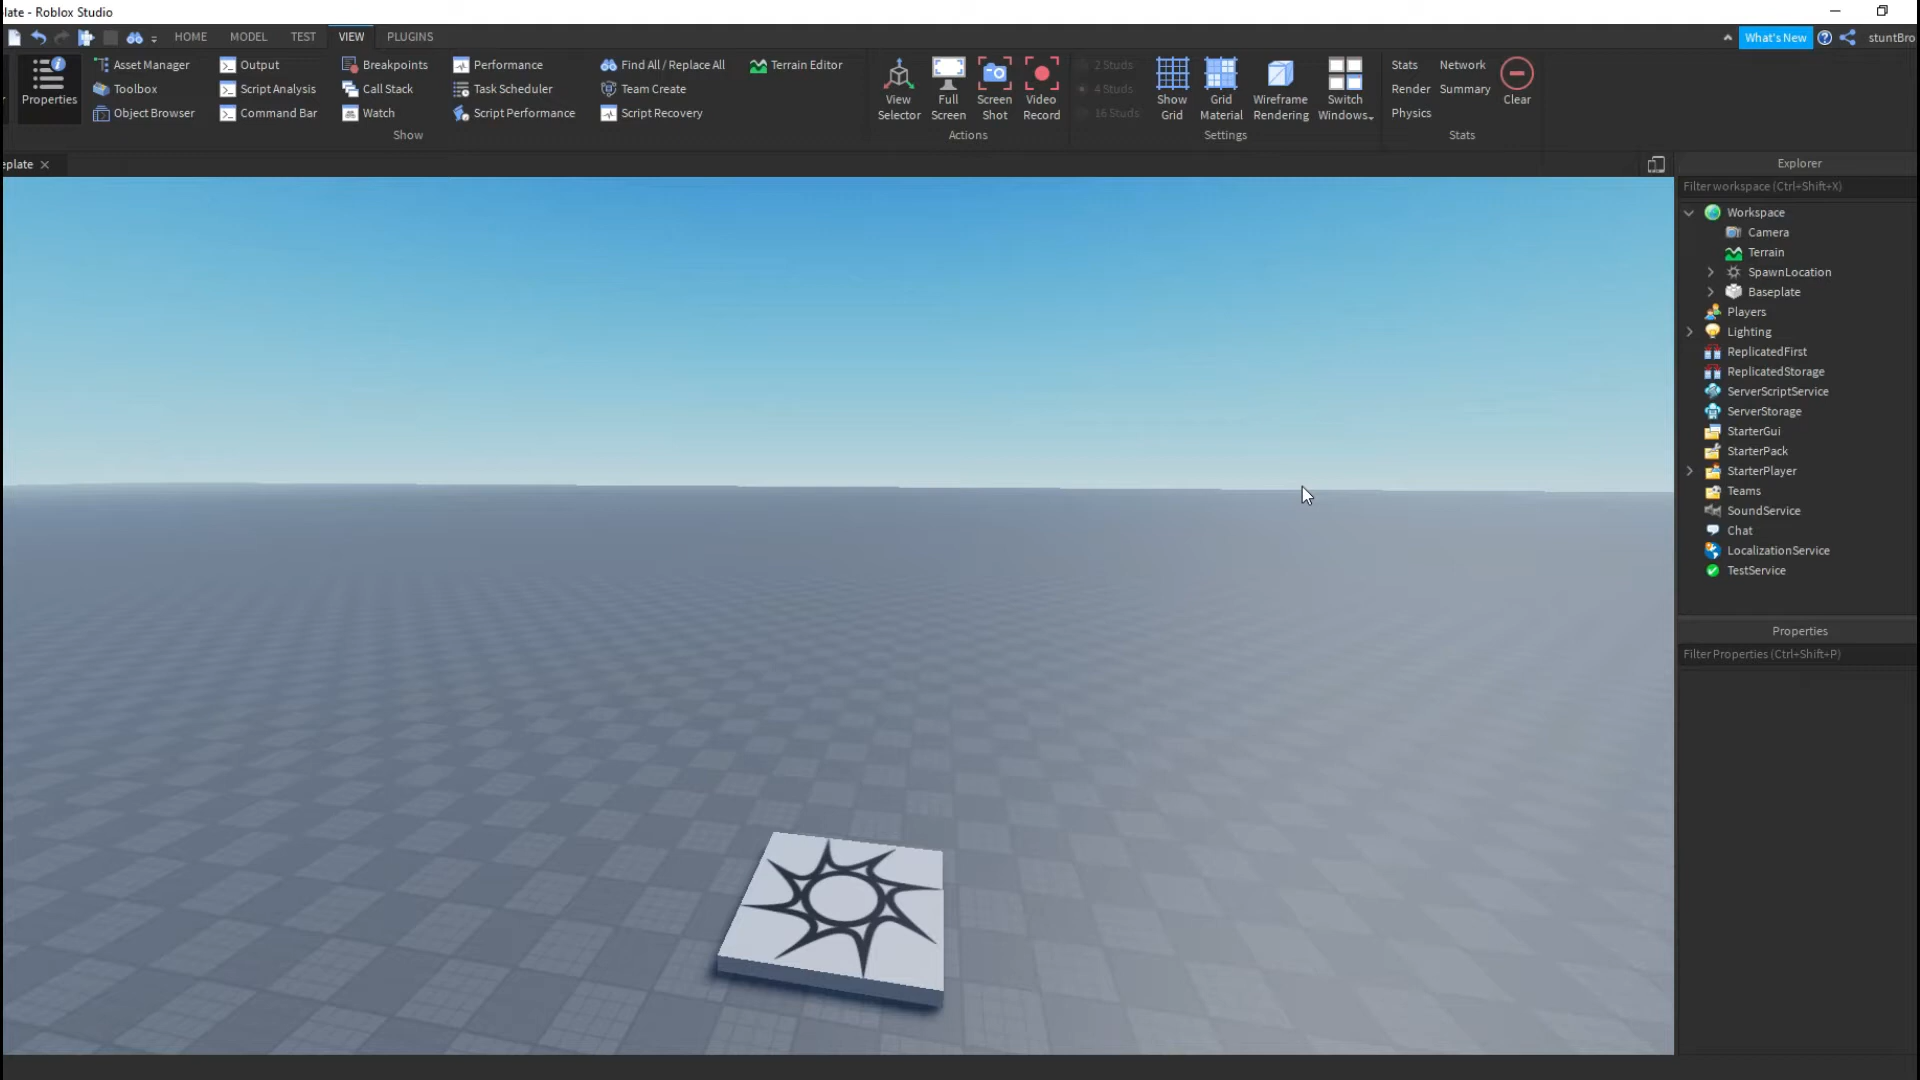 late - Roblox Studio
HOME MODEL TEST VIEW PLUGINS What's New stuntBro
Asset Manager Output Breakpoints Performance Find All / Replace All Terrain Editor 2 Studs Stats Network
Toolbox Script Analysis Call Stack Task Scheduler Team Create 4 Studs Render Summary
Properties View Selector Full Screen Screen Shot Video Record Show Grid Grid Material Wireframe Rendering Switch Windows Clear
Object Browser Command Bar Watch Script Performance Script Recovery 16 Studs Physics
Show Actions Settings Stats
eplate
Explorer
Filter workspace (Ctrl+Shift+X)
Workspace
Camera
Terrain
SpawnLocation
Baseplate
Players
Lighting
ReplicatedFirst
ReplicatedStorage
ServerScriptService
ServerStorage
StarterGui
StarterPack
StarterPlayer
Teams
SoundService
Chat
LocalizationService
TestService
Properties
Filter Properties (Ctrl+Shift+P)